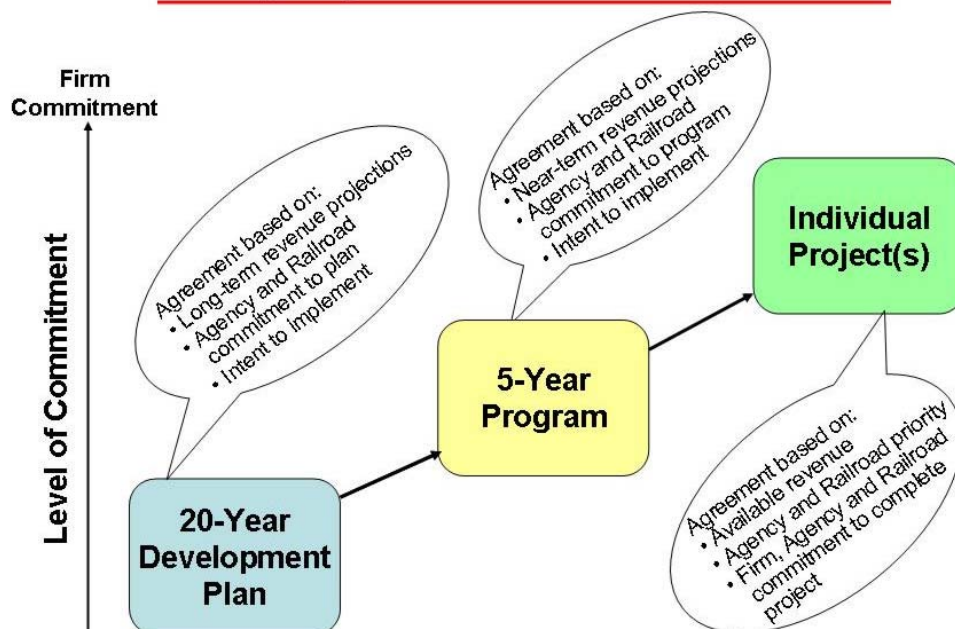 Firm
Commitment
Level of Commitment
Agreement based on:
• Long-term revenue projections
• Agency and Railroad
commitment to plan
• Intent to implement
20-Year
Development
Plan
Agreement based on:
• Near-term revenue projections
• Agency and Railroad
commitment to program
• Intent to implement
5-Year
Program
Individual
Project(s)
Agreement based on:
• Available revenue
• Agency and Railroad priority
• Firm, Agency and Railroad
commitment to complete
project